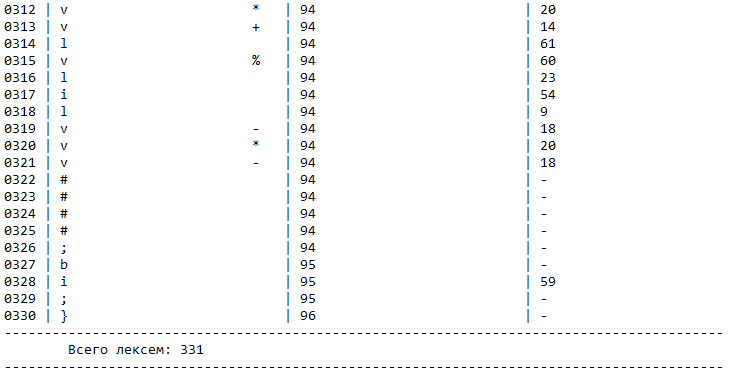 0312 | v                       *   | 94                          | 20
0313 | v                       +   | 94                          | 14
0314 | l                           | 94                          | 61
0315 | v                       %   | 94                          | 60
0316 | l                           | 94                          | 23
0317 | i                           | 94                          | 54
0318 | l                           | 94                          | 9
0319 | v                       -   | 94                          | 18
0320 | v                       *   | 94                          | 20
0321 | v                       -   | 94                          | 18
0322 | #                           | 94                          | -
0323 | #                           | 94                          | -
0324 | #                           | 94                          | -
0325 | #                           | 94                          | -
0326 | ;                           | 94                          | -
0327 | b                           | 95                          | -
0328 | i                           | 95                          | 59
0329 | ;                           | 95                          | -
0330 | }                           | 96                          | -
------------------------------------------------------------------------------------------
        Всего лексем: 331
------------------------------------------------------------------------------------------